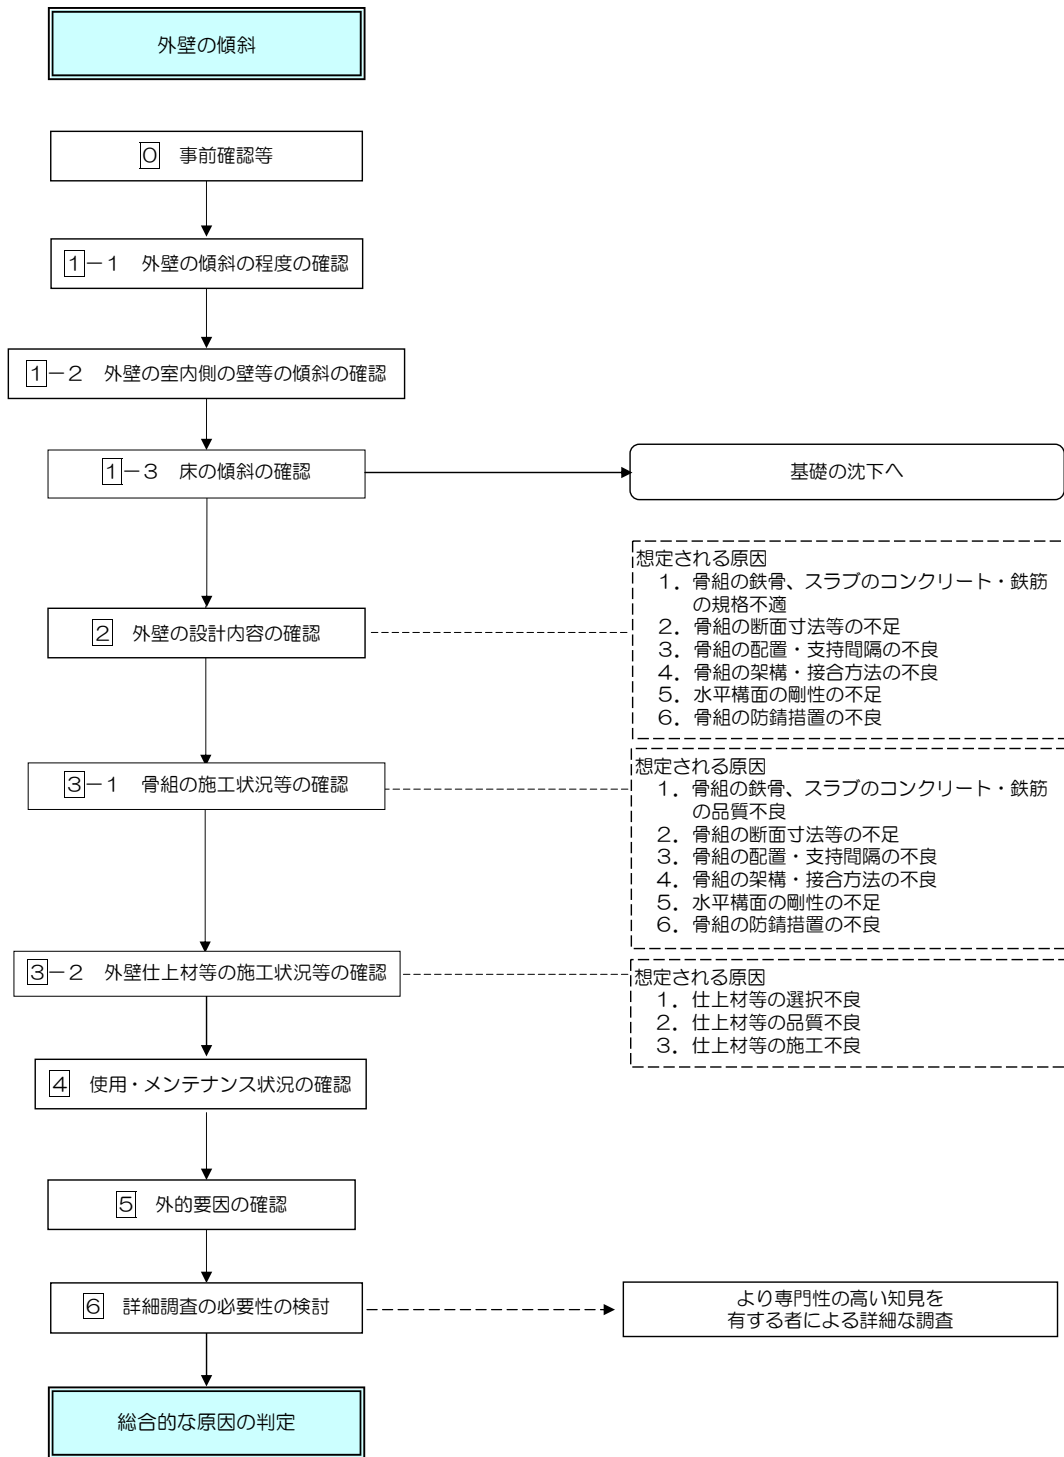 外壁の傾斜
0 事前確認等
1－1 外壁の傾斜の程度の確認
1－2 外壁の室内側の壁等の傾斜の確認
1－3 床の傾斜の確認
基礎の沈下へ
2 外壁の設計内容の確認
想定される原因
1．骨組の鉄骨、スラブのコンクリート・鉄筋
の規格不適
2．骨組の断面寸法等の不足
3．骨組の配置・支持間隔の不良
4．骨組の架構・接合方法の不良
5．水平構面の剛性の不足
6．骨組の防錆措置の不良
3－1 骨組の施工状況等の確認
想定される原因
1．骨組の鉄骨、スラブのコンクリート・鉄筋
の品質不良
2．骨組の断面寸法等の不足
3．骨組の配置・支持間隔の不良
4．骨組の架構・接合方法の不良
5．水平構面の剛性の不足
6．骨組の防錆措置の不良
3－2 外壁仕上材等の施工状況等の確認
想定される原因
1．仕上材等の選択不良
2．仕上材等の品質不良
3．仕上材等の施工不良
4 使用・メンテナンス状況の確認
5 外的要因の確認
6 詳細調査の必要性の検討
より専門性の高い知見を
有する者による詳細な調査
総合的な原因の判定